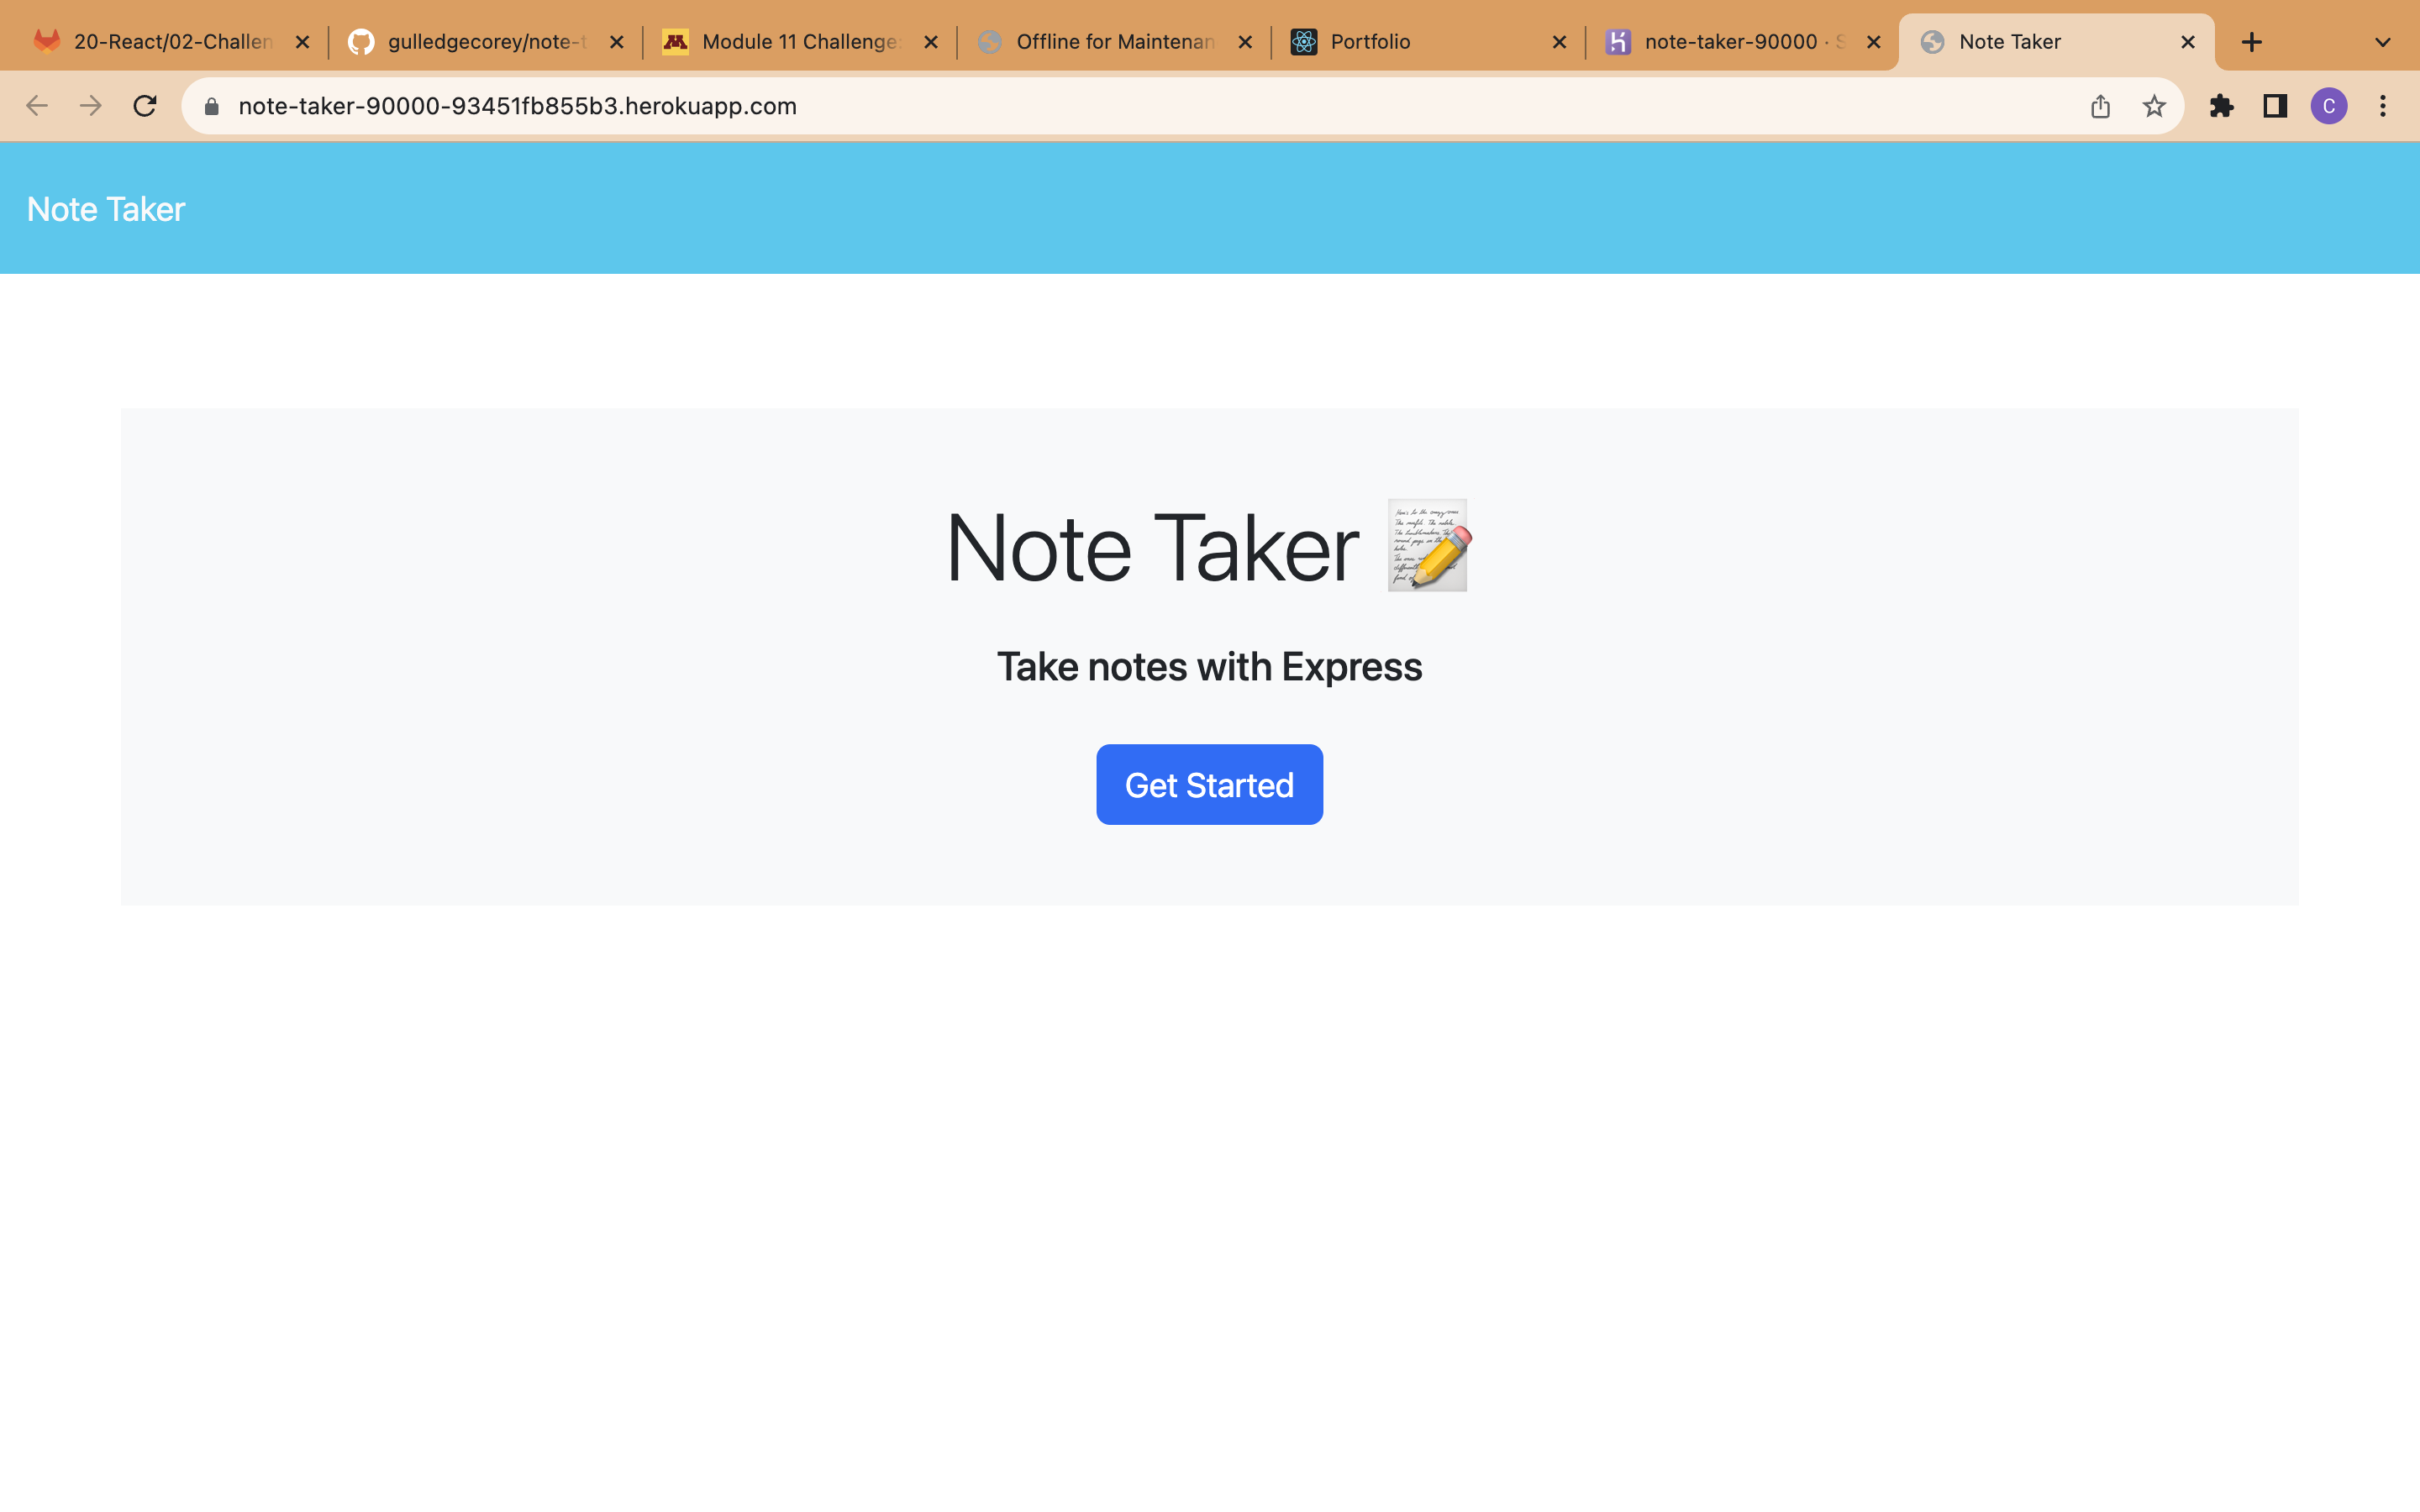 20-React/02-Challen
gulledgecorey/note-t
Module 11 Challenge:
Offline for Maintenan
Portfolio
note-taker-90000 · S
Note Taker
note-taker-90000-93451fb855b3.herokuapp.com
C
Note Taker
Note Taker
Take notes with Express
Get Started